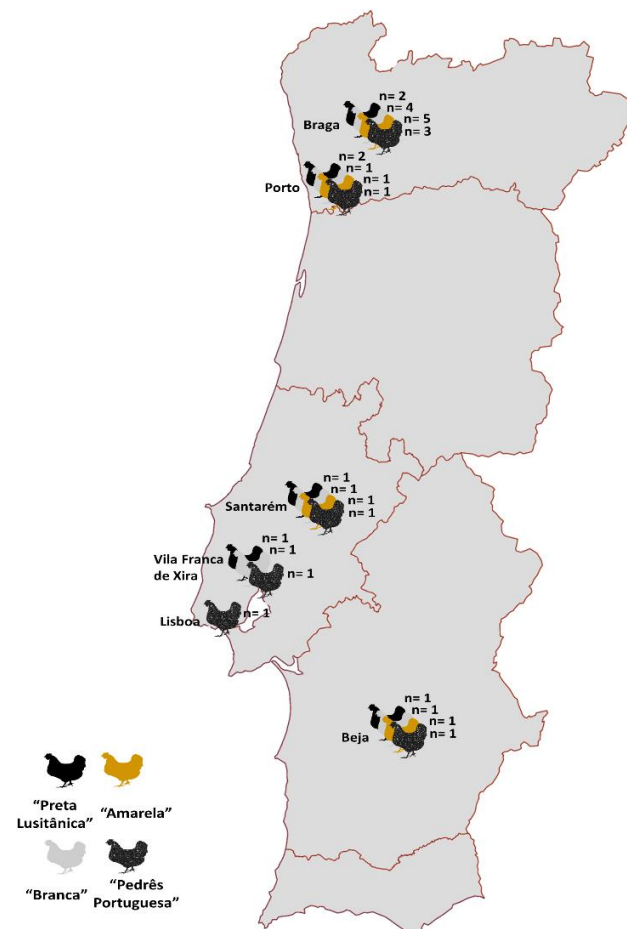 n= 2
n= 4
Braga
n= 5
n= 3
n= 2
n= 1
Porto
n= 1
n= 1
n= 1
n= 1
Santarém
n= 1
n= 1
n= 1
Vila Franca
de Xira
n= 1
n= 1
Lisboa
n= 1
n= 1
n= 1
n= 1
Beja
n= 1
“Preta
Lusitânica”
“Amarela”
“Branca”
“Pedrês
Portuguesa”